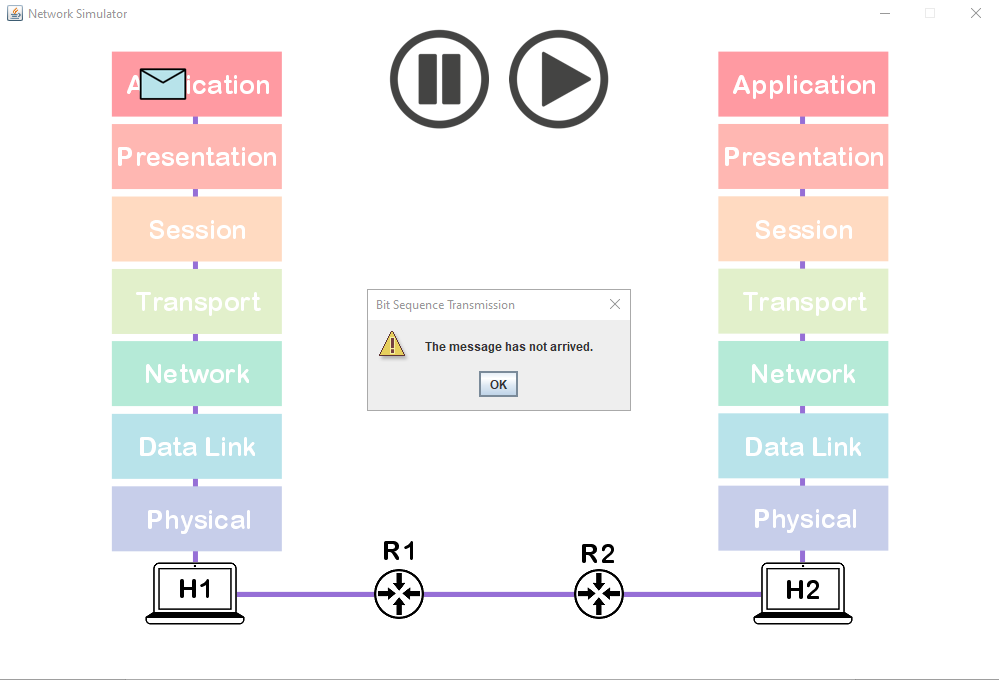 Network Simulator
Application
Presentation
Session
Transport
Network
Data Link
Physical
H1
Bit Sequence Transmission
The message has not arrived.
OK
R1
R2
Application
Presentation
Session
Transport
Network
Data Link
Physical
H2